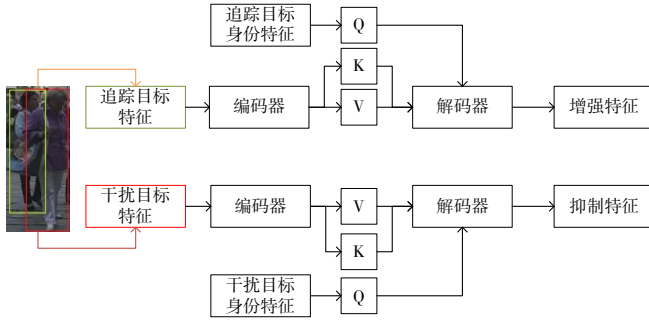 追踪目标
身份特征
Q
K
追踪目标
特征
编码器
V
解码器
增强特征
干扰目标
特征
编码器
V
解码器
抑制特征
K
干扰目标
身份特征
Q